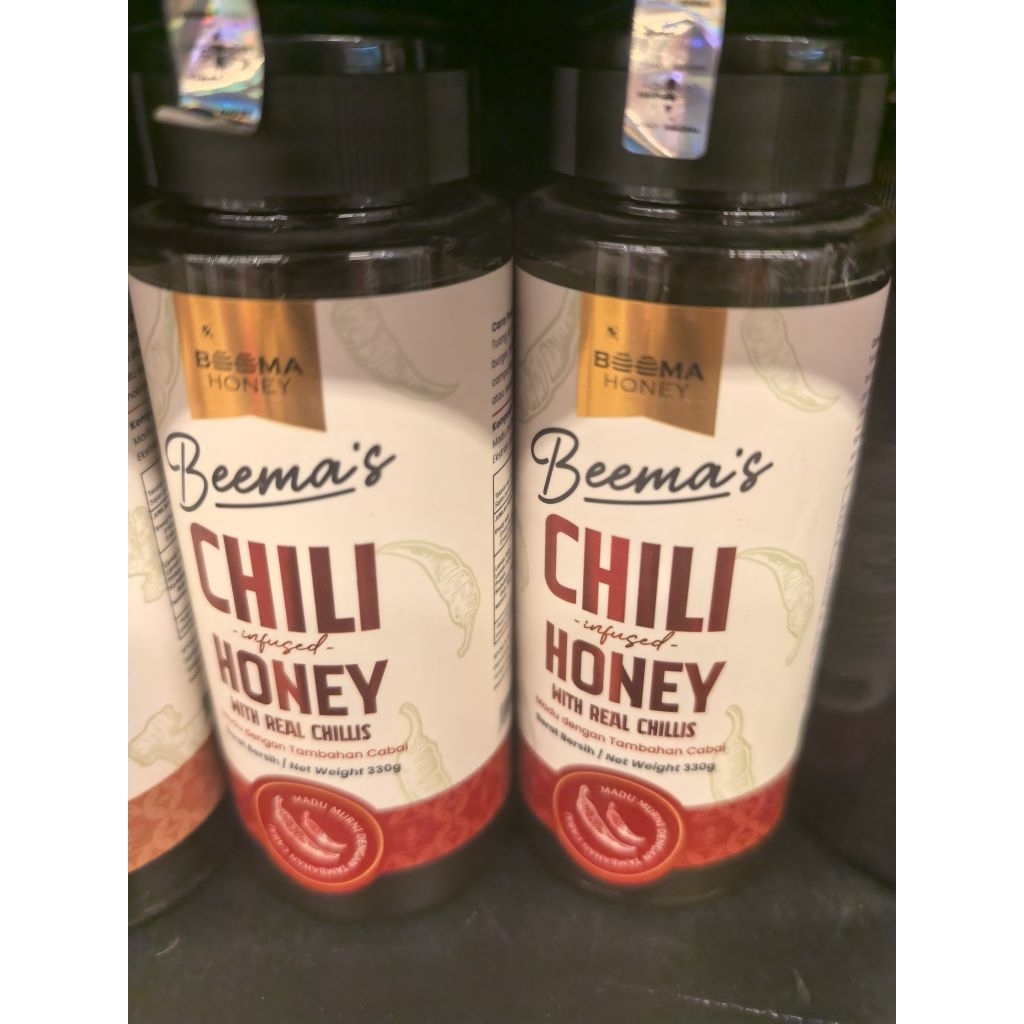 BEEMA
HONEY
Beema's
CHILI
-infused-
HONEY
WITH REAL CHILLIS
Madu dengan Tambahan Cabai
Berat Bersih / Net Weight 330g
MADU MURNI DENGAN TAMBAHAN CABAI
BEEMA
HONEY
Beema's
CHILI
-infused-
HONEY
WITH REAL CHILLIS
Madu dengan Tambahan Cabai
Berat Bersih / Net Weight 330g
MADU MURNI DENGAN TAMBAHAN CABAI